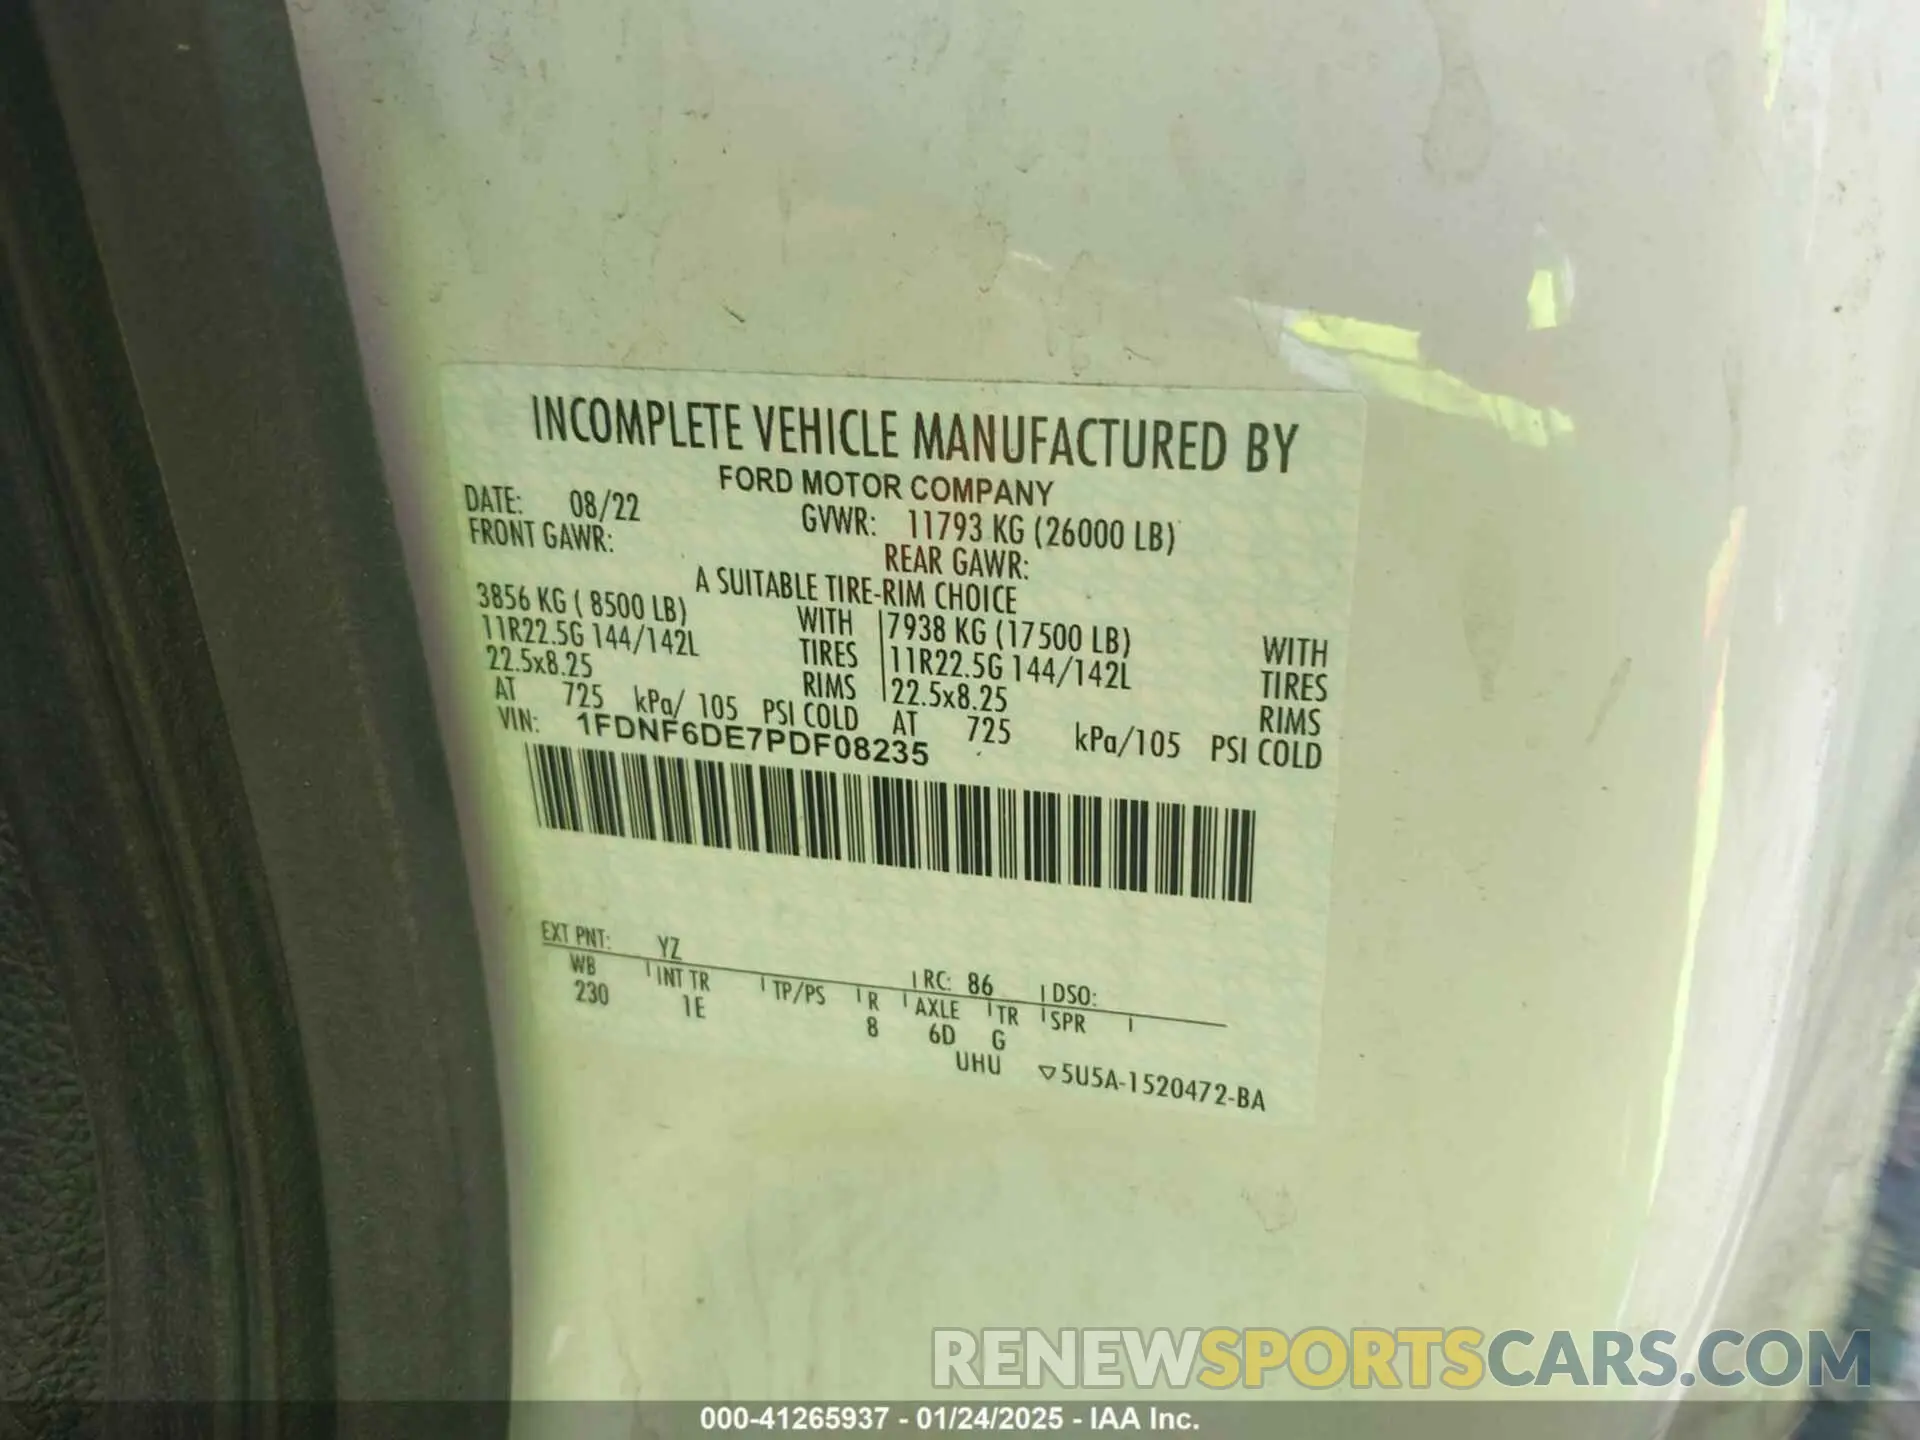 INCOMPLETE VEHICLE MANUFACTURED BY
FORD MOTOR COMPANY
DATE: 08/22 GVWR: 11793 KG (26000 LB)
FRONT GAWR: REAR GAWR:
A SUITABLE TIRE-RIM CHOICE
3856 KG ( 8500 LB) WITH 7938 KG (17500 LB) WITH
11R22.5G 144/142L TIRES 11R22.5G 144/142L TIRES
22.5x8.25 RIMS 22.5x8.25 RIMS
AT 725 kPa/ 105 PSI COLD AT 725 kPa/105 PSI COLD
VIN: 1FDNF6DE7PDF08235
EXT PNT: YZ RC: 86 DSO:
WB INT TR TP/PS R AXLE TR SPR
230 1E 8 6D G
UHU ▽5U5A-1520472-BA
RENEWSPORTSCARS.COM
000-41265937 - 01/24/2025 - IAA Inc.